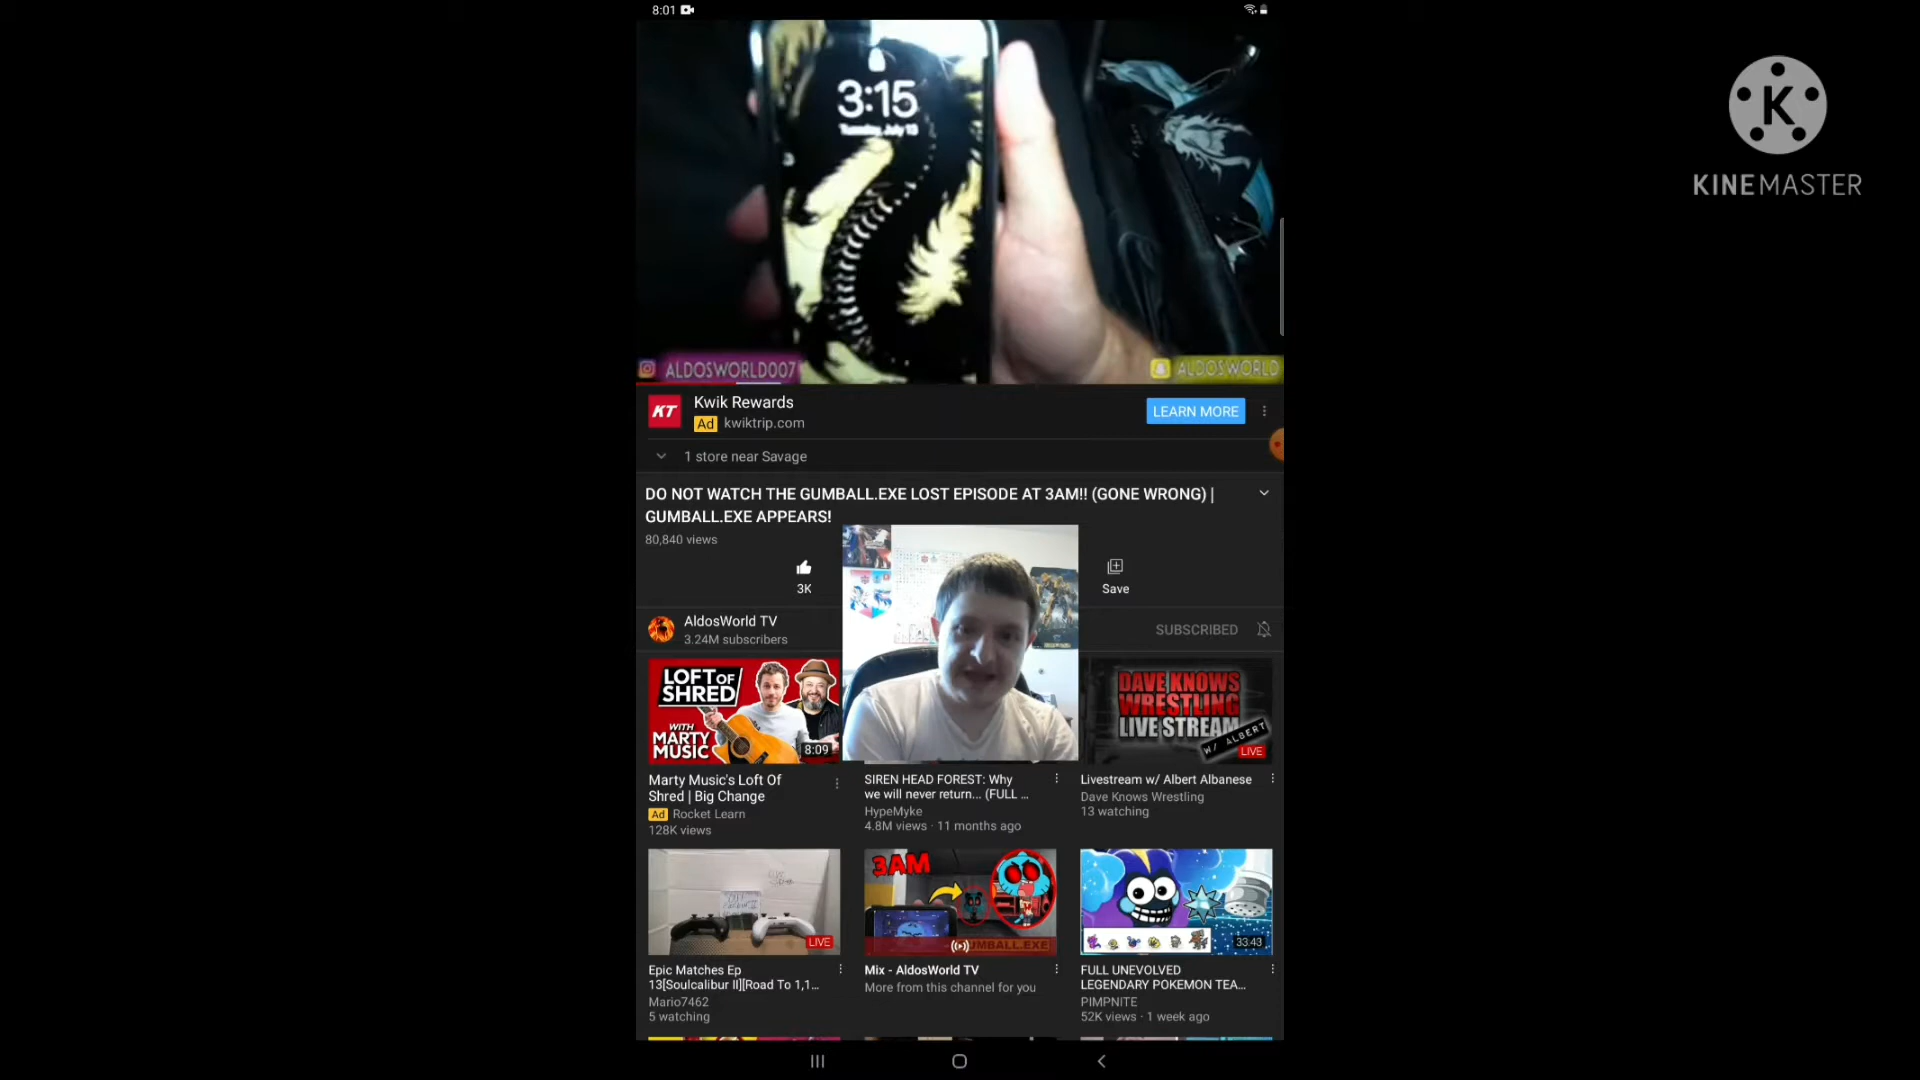 8:01
3:15
Tuesday, July 13
ALDOSWORLD007
ALDOSWORLD
K
KINEMASTER
KT
Kwik Rewards
Ad kwiktrip.com
LEARN MORE
1 store near Savage
DO NOT WATCH THE GUMBALL.EXE LOST EPISODE AT 3AM!! (GONE WRONG) |
GUMBALL.EXE APPEARS!
80,840 views
3K
Save
AldosWorld TV
3.24M subscribers
SUBSCRIBED
LOFT OF
SHRED
WITH
MARTY
MUSIC
8:09
DAVE KNOWS
WRESTLING
LIVE STREAM
W/ ALBERT
LIVE
Marty Music's Loft Of
Shred | Big Change
Ad Rocket Learn
128K views
SIREN HEAD FOREST: Why
we will never return... (FULL ...
HypeMyke
4.8M views · 11 months ago
Livestream w/ Albert Albanese
Dave Knows Wrestling
13 watching
LIVE
3AM
GUMBALL.EXE
33:43
Epic Matches Ep
13[Soulcalibur II][Road To 1,1...
Mario7462
5 watching
Mix - AldosWorld TV
More from this channel for you
FULL UNEVOLVED
LEGENDARY POKEMON TEA...
PIMPNITE
52K views · 1 week ago